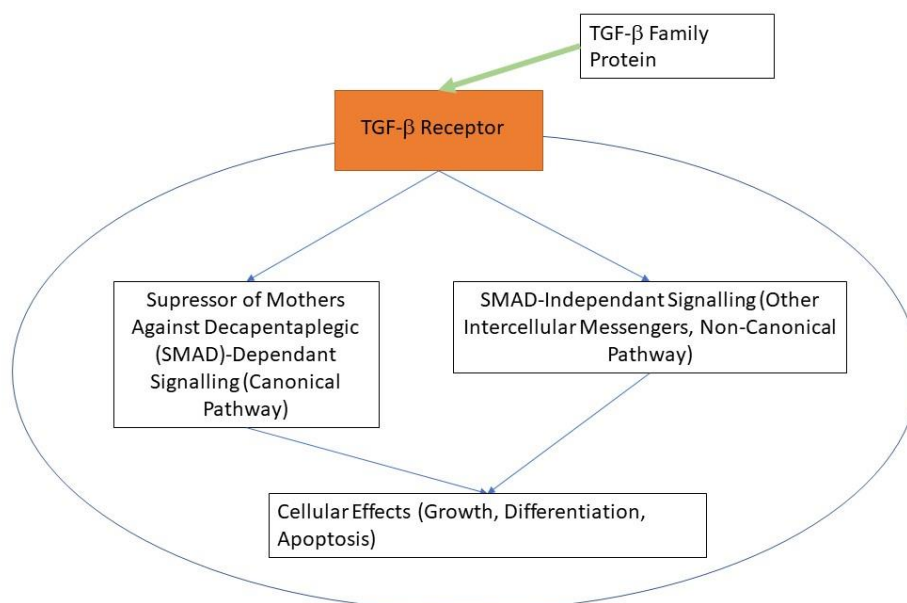 TGF-β Family
Protein
TGF-β Receptor
Supressor of Mothers
Against Decapentaplegic
(SMAD)-Dependant
Signalling (Canonical
Pathway)
SMAD-Independant Signalling (Other
Intercellular Messengers, Non-Canonical
Pathway)
Cellular Effects (Growth, Differentiation,
Apoptosis)